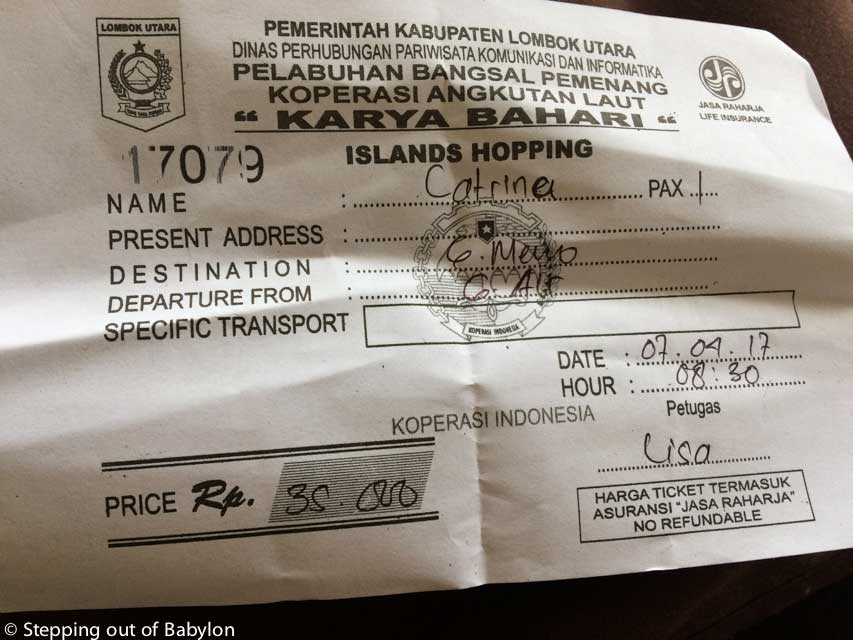 LOMBOK UTARA
PEMERINTAH KABUPATEN LOMBOK UTARA
DINAS PERHUBUNGAN PARIWISATA KOMUNIKASI DAN INFORMATIKA
PELABUHAN BANGSAL PEMENANG
KOPERASI ANGKUTAN LAUT
“ KARYA BAHARI “
JASA RAHARJA
LIFE INSURANCE
17079
ISLANDS HOPPING
NAME : Catrina PAX 1
PRESENT ADDRESS :
DESTINATION : G. Meno
DEPARTURE FROM : G. AIR
SPECIFIC TRANSPORT
KOPERASI INDONESIA
DATE : 07.04.17
HOUR : 08:30
KOPERASI INDONESIA
Petugas
Lisa
PRICE Rp. 35.000
HARGA TICKET TERMASUK
ASURANSI “JASA RAHARJA”
NO REFUNDABLE
© Stepping out of Babylon